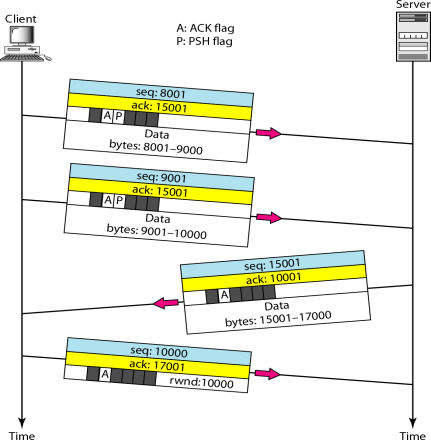 Client
Server
A: ACK flag
P: PSH flag
seq: 8001
ack: 15001
A P
Data
bytes: 8001–9000
seq: 9001
ack: 15001
A P
Data
bytes: 9001–10000
seq: 15001
ack: 10001
A
Data
bytes: 15001–17000
seq: 10000
ack: 17001
A
rwnd:10000
Time
Time